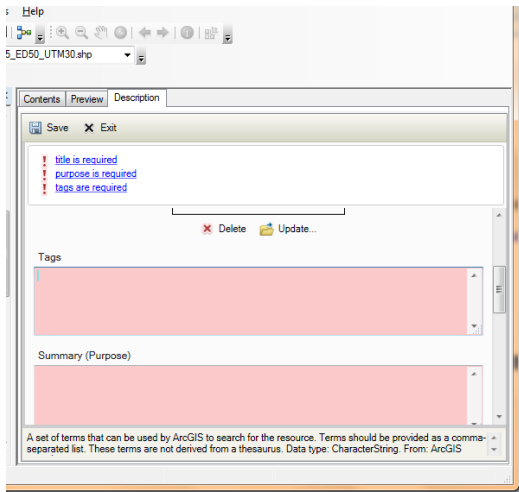 Help
5_ED50_UTM30.shp
Contents Preview Description
Save Exit
title is required
purpose is required
tags are required
Delete Update...
Tags
Summary (Purpose)
A set of terms that can be used by ArcGIS to search for the resource. Terms should be provided as a comma-
separated list. These terms are not derived from a thesaurus. Data type: CharacterString. From: ArcGIS